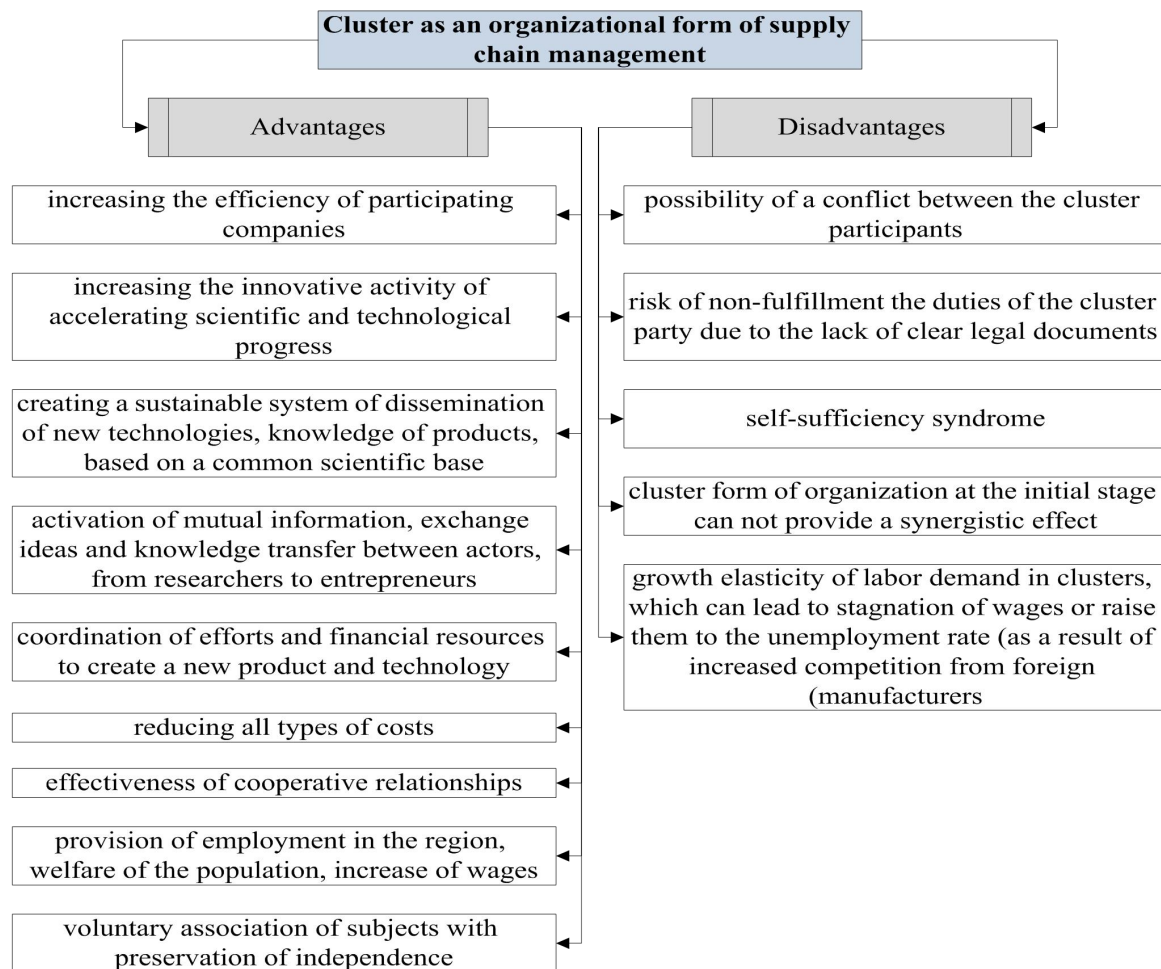 Cluster as an organizational form of supply
chain management
Advantages
Disadvantages
increasing the efficiency of participating
companies
increasing the innovative activity of
accelerating scientific and technological
progress
creating a sustainable system of dissemination
of new technologies, knowledge of products,
based on a common scientific base
activation of mutual information, exchange
ideas and knowledge transfer between actors,
from researchers to entrepreneurs
coordination of efforts and financial resources
to create a new product and technology
reducing all types of costs
effectiveness of cooperative relationships
provision of employment in the region,
welfare of the population, increase of wages
voluntary association of subjects with
preservation of independence
possibility of a conflict between the cluster
participants
risk of non-fulfillment the duties of the cluster
party due to the lack of clear legal documents
self-sufficiency syndrome
cluster form of organization at the initial stage
can not provide a synergistic effect
growth elasticity of labor demand in clusters,
which can lead to stagnation of wages or raise
them to the unemployment rate (as a result of
increased competition from foreign
(manufacturers